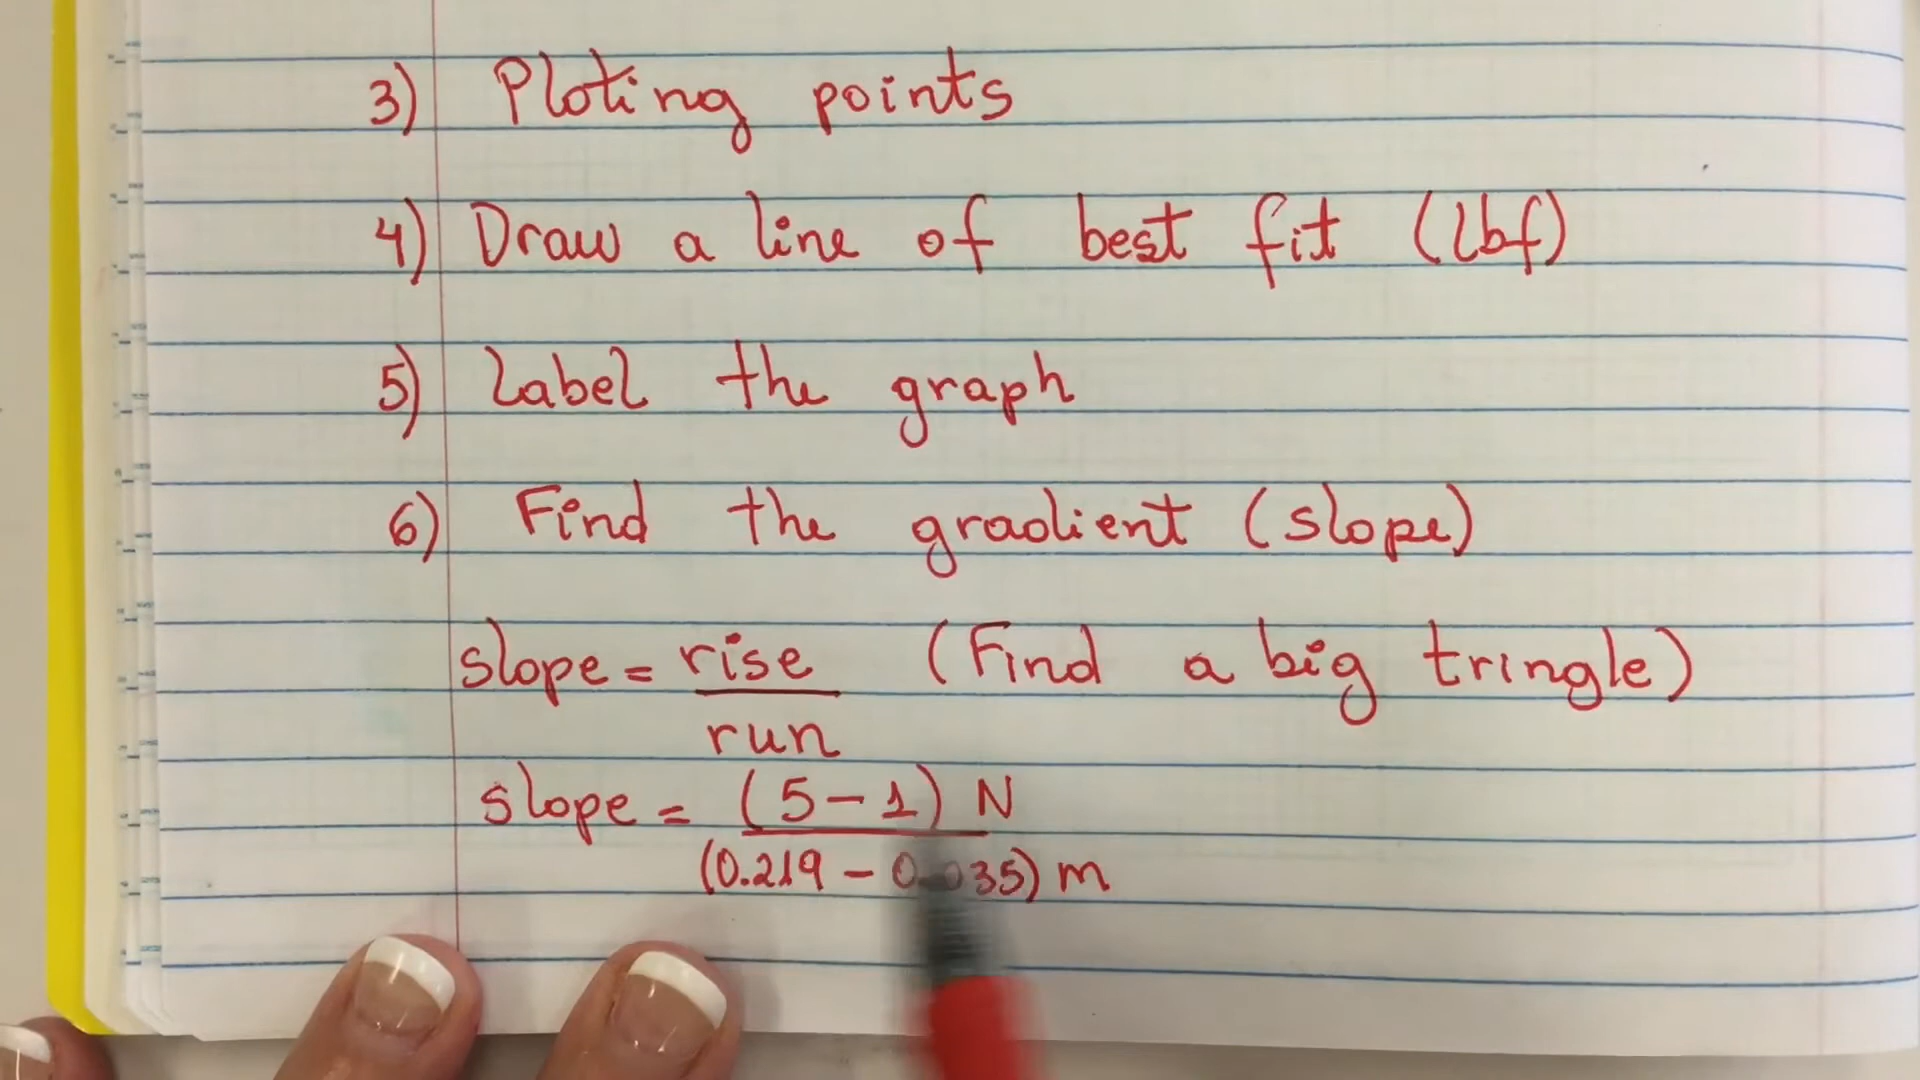 3) Ploting points
4) Draw a line of best fit (lbf)
5) Label the graph
6) Find the gradient (slope)
slope = rise (Find a big tringle)
run
slope = (5-1) N
(0.219 - 0.035) m